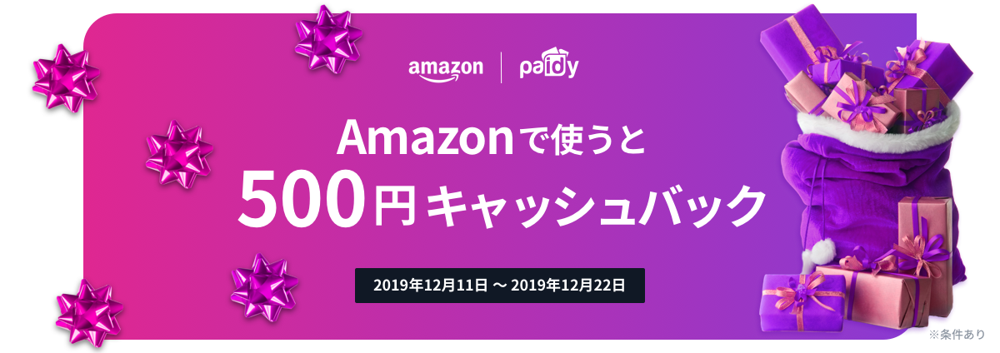 amazon paidy
Amazonで使うと
500円キャッシュバック
2019年12月11日 〜 2019年12月22日
※条件あり